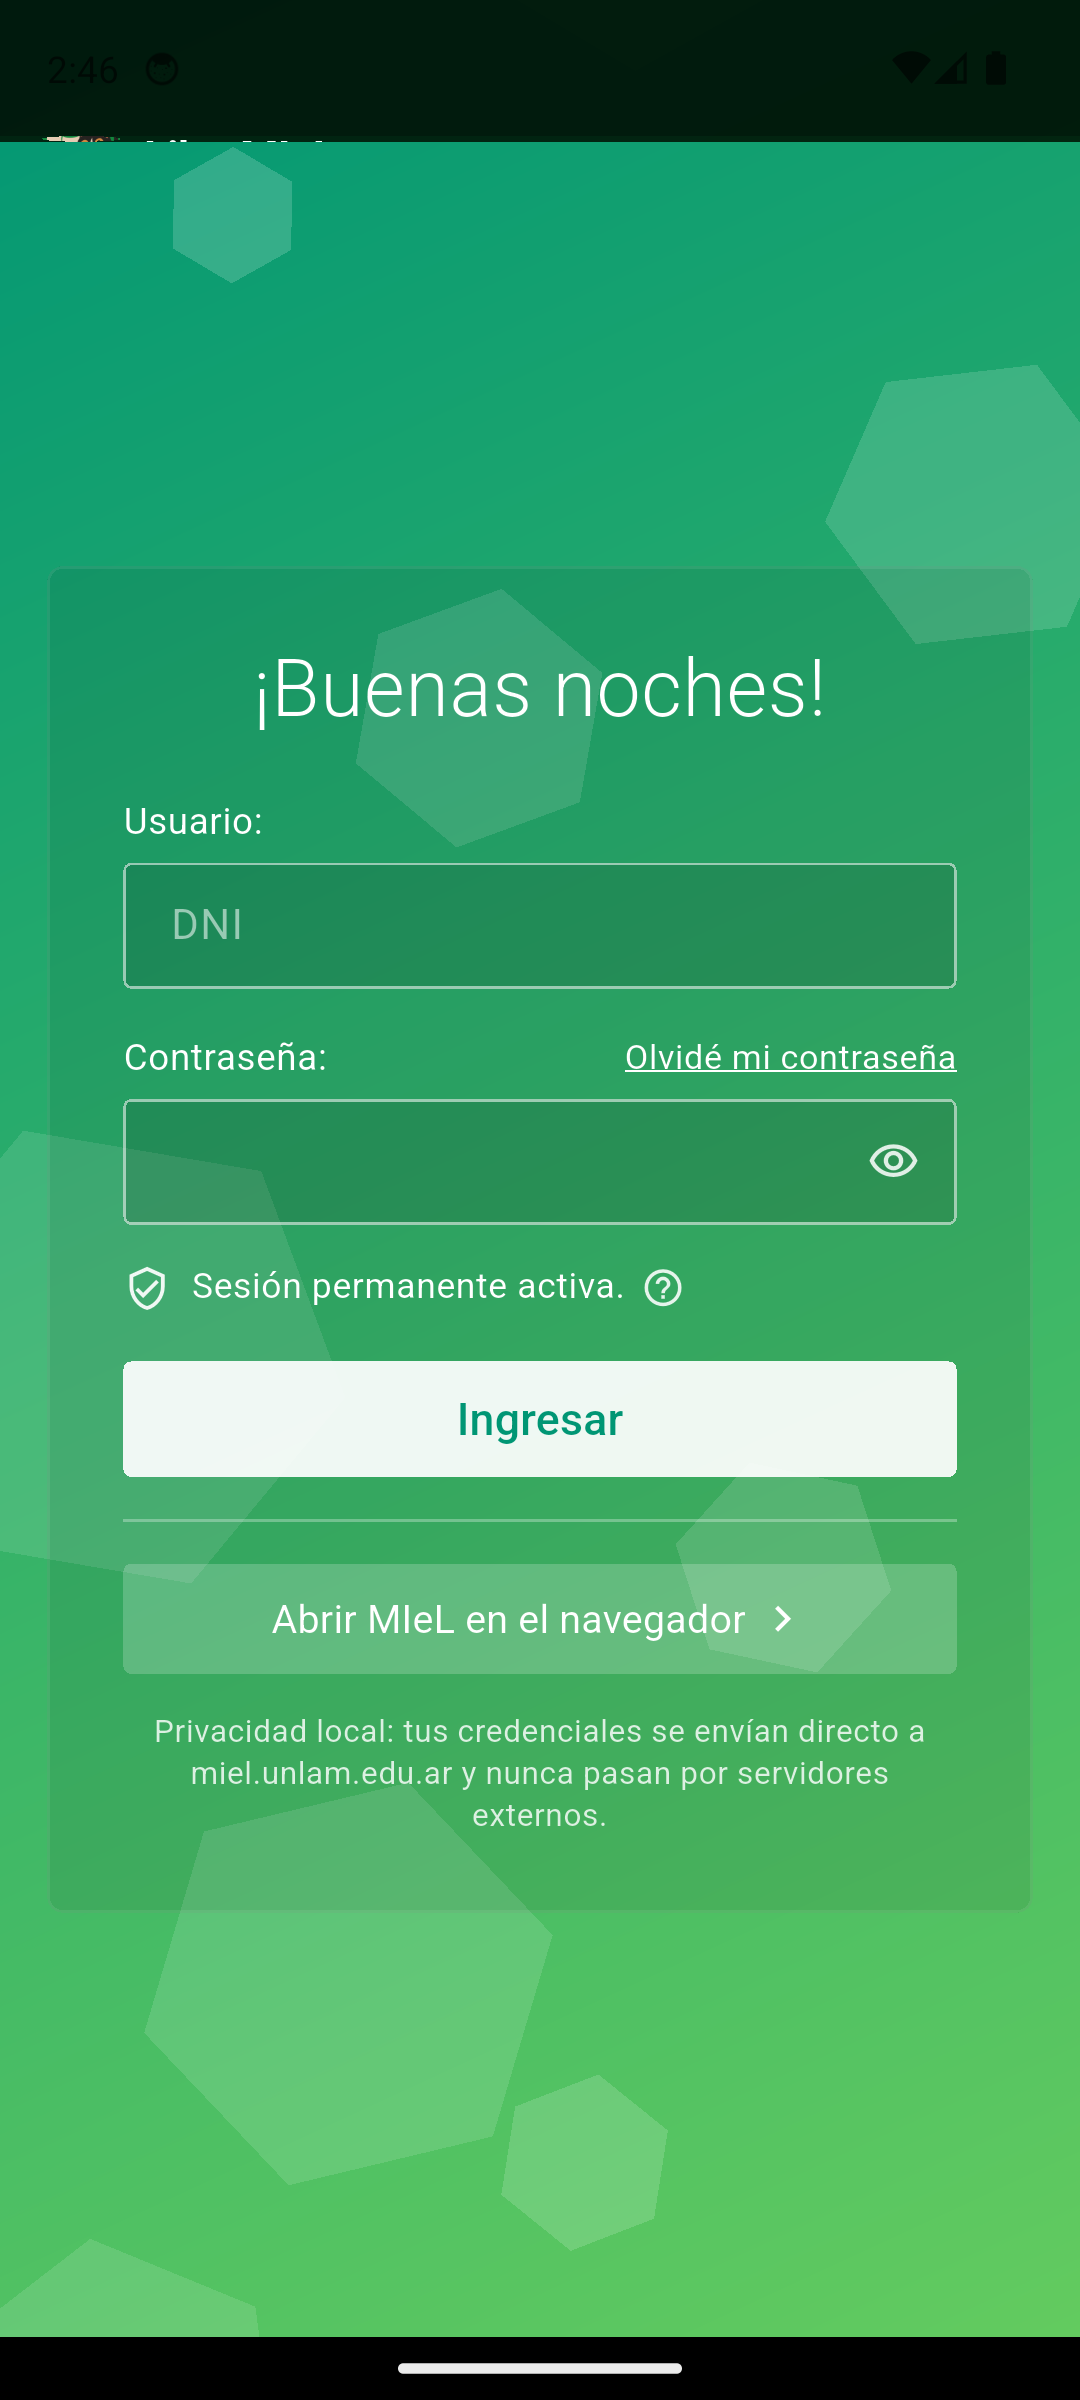 2:46
¡Buenas noches!
Usuario:
DNI
Contraseña:
Olvidé mi contraseña
Sesión permanente activa.
Ingresar
Abrir MIeL en el navegador
Privacidad local: tus credenciales se envían directo a
miel.unlam.edu.ar y nunca pasan por servidores
externos.